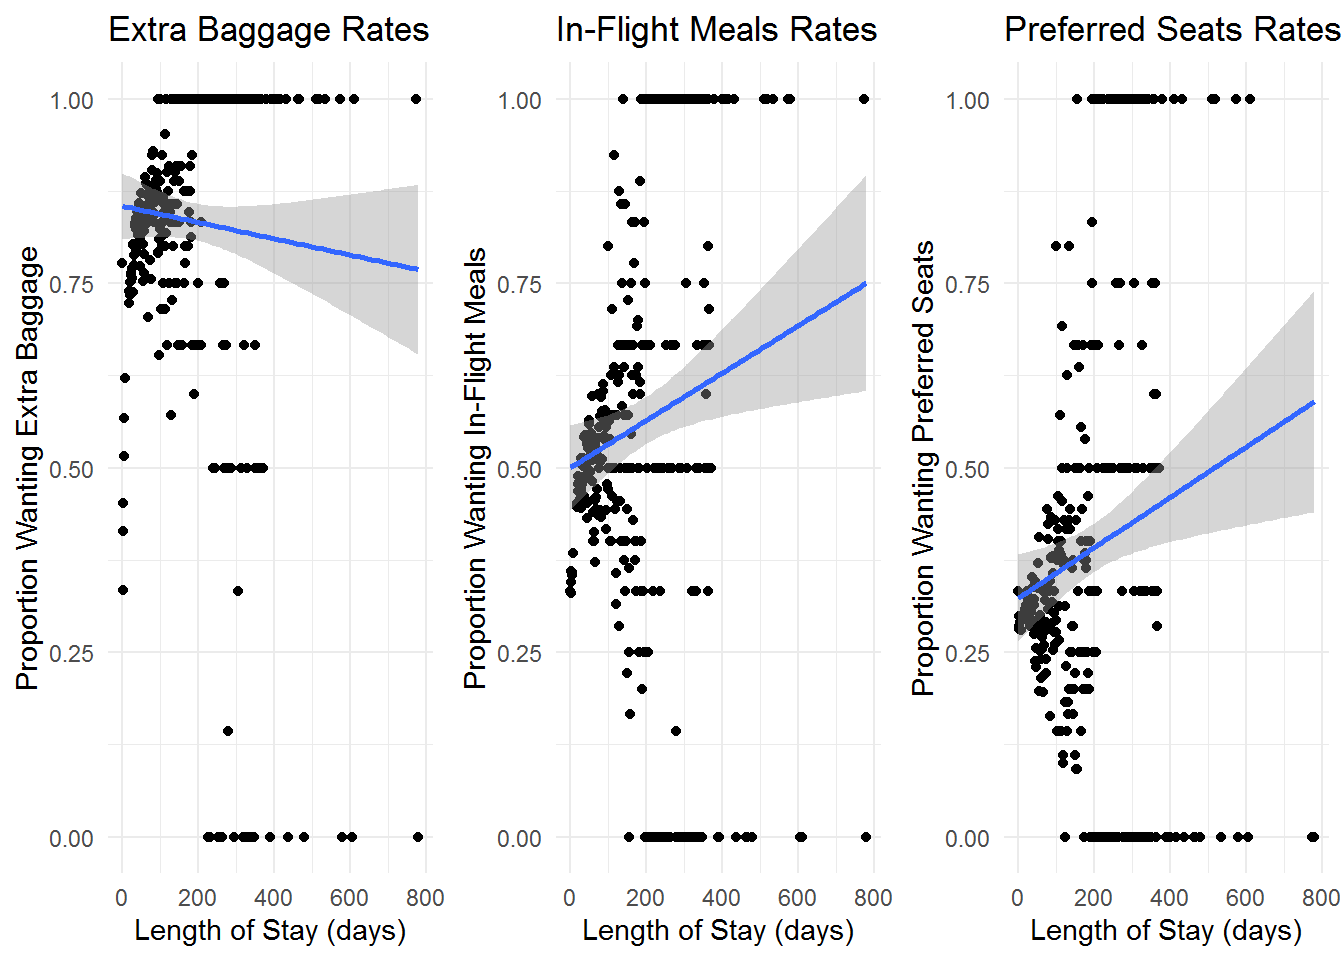 Extra Baggage Rates
Proportion Wanting Extra Baggage
1.00
0.75
0.50
0.25
0.00
0 200 400 600 800
Length of Stay (days)
In-Flight Meals Rates
Proportion Wanting In-Flight Meals
1.00
0.75
0.50
0.25
0.00
0 200 400 600 800
Length of Stay (days)
Preferred Seats Rates
Proportion Wanting Preferred Seats
1.00
0.75
0.50
0.25
0.00
0 200 400 600 800
Length of Stay (days)